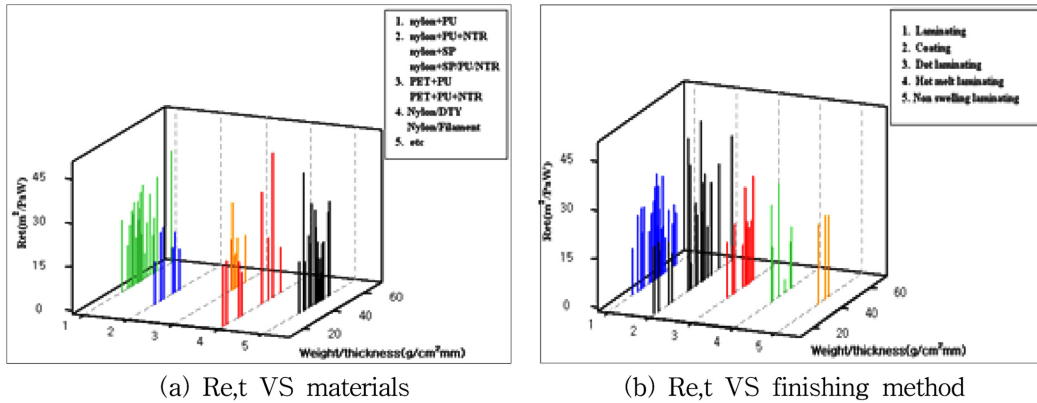 1. nylon+PU
2. nylon+PU+NTR
nylon+SP
nylon+SP/PU/NTR
3. PET+PU
PET+PU+NTR
4. Nylon/DTY
Nylon/Filament
5. etc
Ret(m²/PaW)
45
30
15
0
1
2
3
4
5
20
40
60
Weight/thickness(g/cm²mm)
(a) Re,t VS materials
1. Laminating
2. Coating
3. Dot laminating
4. Hot melt laminating
5. Non swelling laminating
Ret(m²/PaW)
45
30
15
0
1
2
3
4
5
20
40
60
Weight/thickness(g/cm²mm)
(b) Re,t VS finishing method